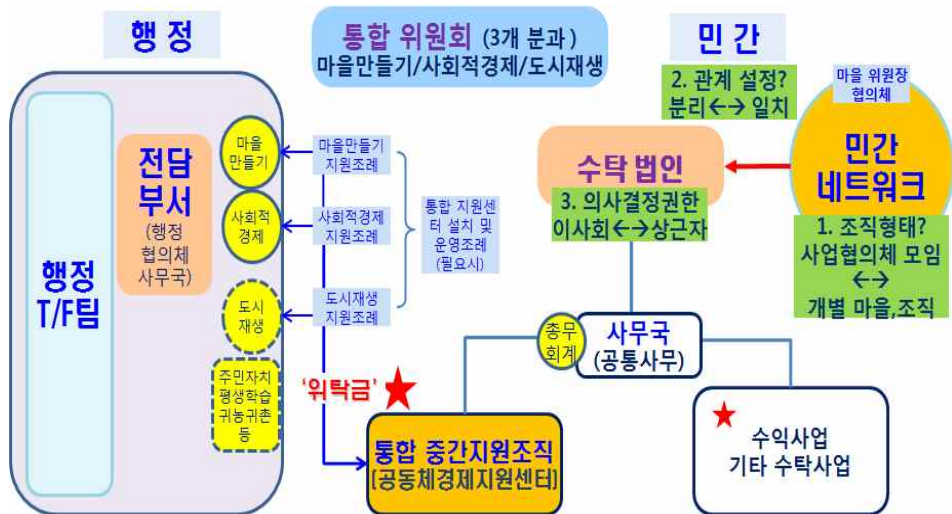 행 정
통합 위원회 (3개 분과)
마을만들기/사회적경제/도시재생
민 간
행정
T/F팀
전담
부서
(행정
협의체
사무국)
마을
만들기
사회적
경제
도시
재생
주민자치
평생학습
귀농귀촌
등
마을만들기
지원조례
사회적경제
지원조례
도시재생
지원조례
통합 지원센
터 설치 및
운영조례
(필요시)
'위탁금'
통합 중간지원조직
[공동체경제지원센터]
2. 관계 설정?
분리←→ 일치
수탁 법인
3. 의사결정권한
이사회←→상근자
마을 위원장
협의체
민간
네트워크
1. 조직형태?
사업협의체 모임
←→
개별 마을,조직
총무
회계
사무국
(공통사무)
수익사업
기타 수탁사업